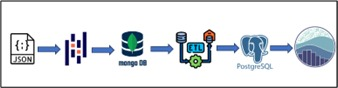 {;}
JSON
mongo DB
ETL
PostgreSQL